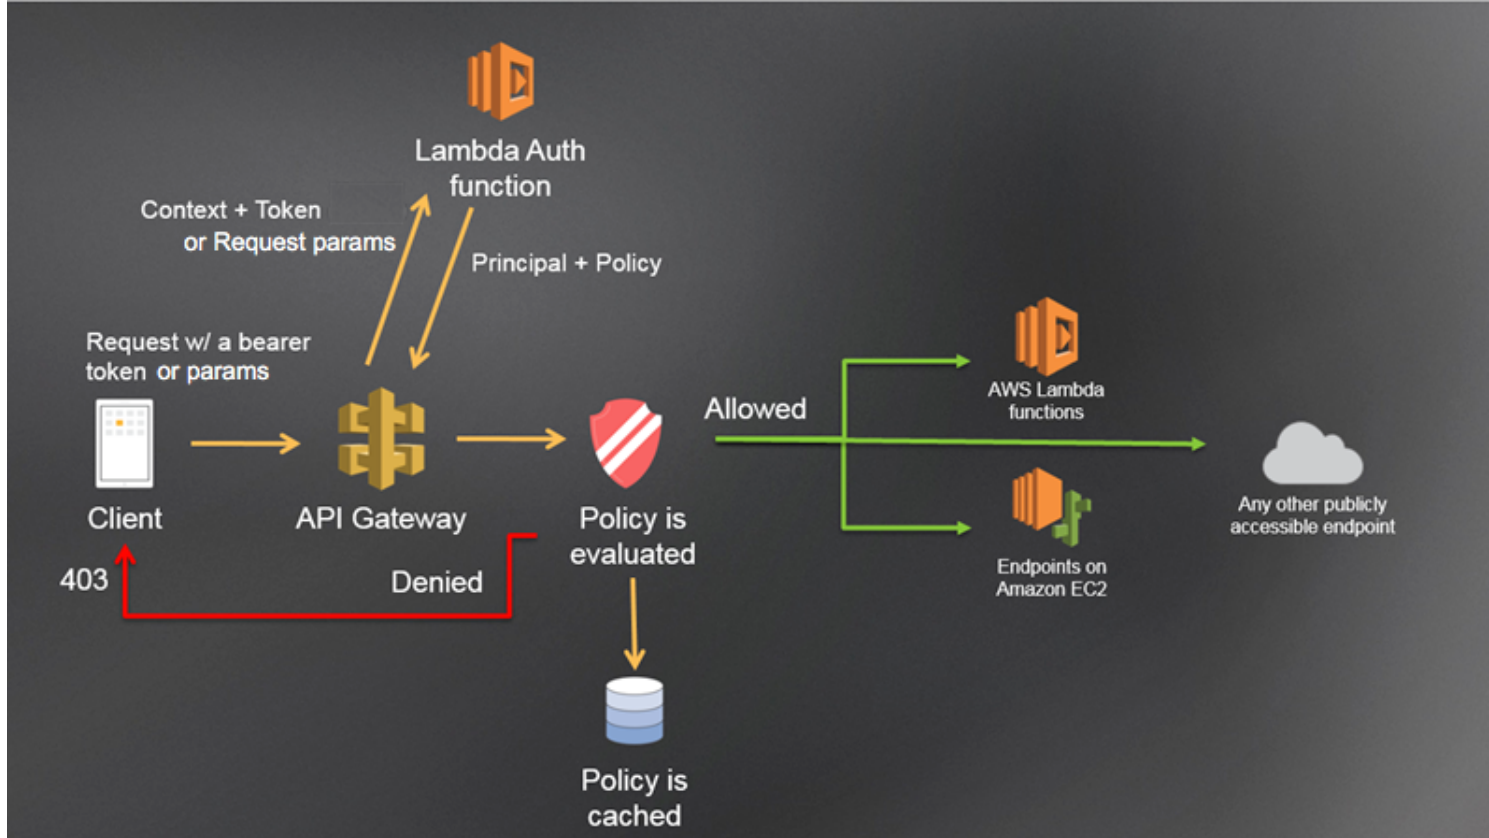 Lambda Auth
function
Context + Token
or Request params
Principal + Policy
Request w/ a bearer
token or params
Client
API Gateway
Policy is
evaluated
Allowed
AWS Lambda
functions
Any other publicly
accessible endpoint
Endpoints on
Amazon EC2
403
Denied
Policy is
cached